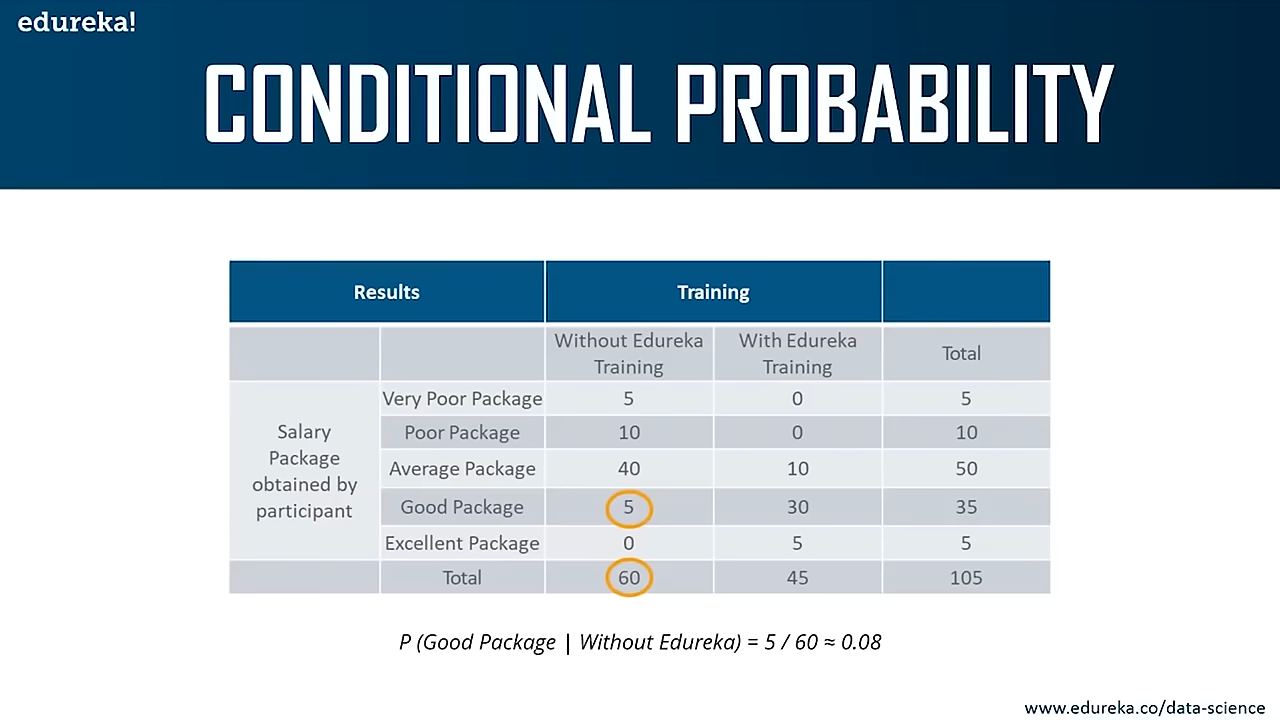 edureka!
CONDITIONAL PROBABILITY
Results Training
Without Edureka Training With Edureka Training Total
Salary Package obtained by participant
Very Poor Package 5 0 5
Poor Package 10 0 10
Average Package 40 10 50
Good Package 5 30 35
Excellent Package 0 5 5
Total 60 45 105
P (Good Package | Without Edureka) = 5 / 60 ≈ 0.08
www.edureka.co/data-science